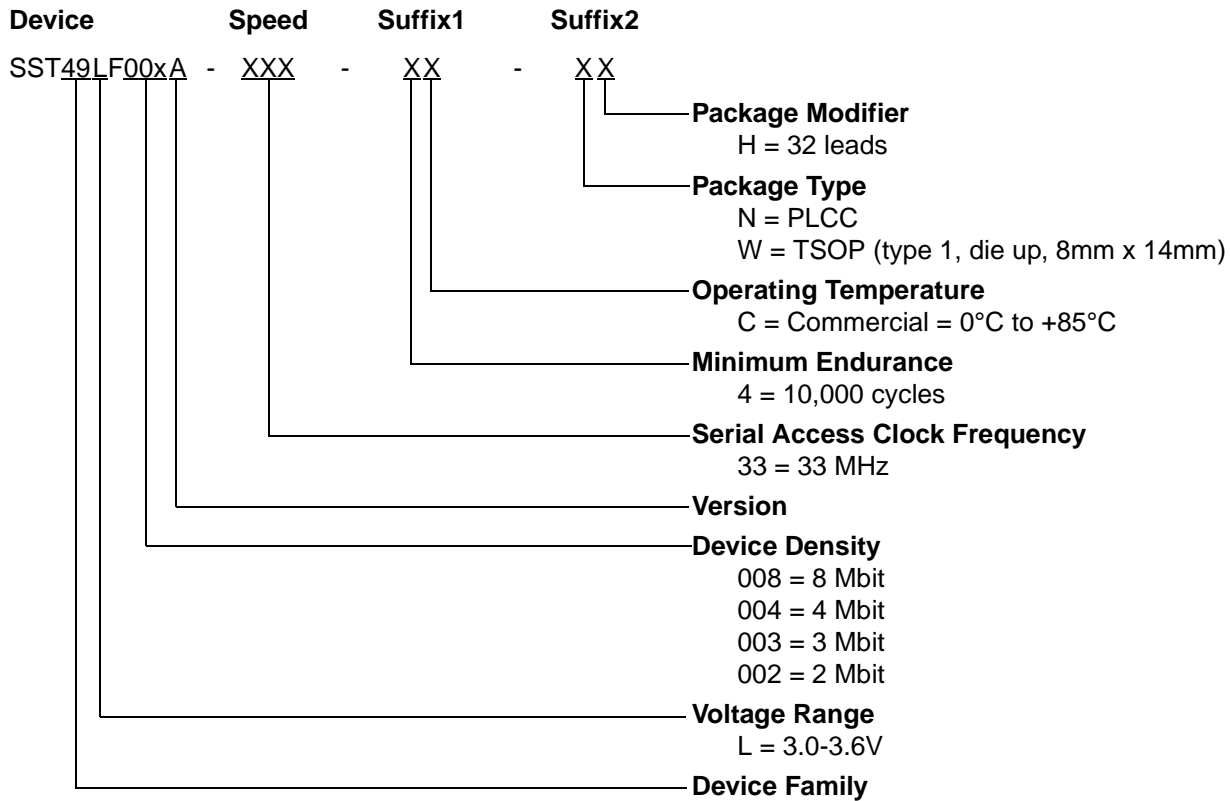 Device Speed Suffix1 Suffix2
SST49LF00xA - XXX - XX - XX
Package Modifier
H = 32 leads
Package Type
N = PLCC
W = TSOP (type 1, die up, 8mm x 14mm)
Operating Temperature
C = Commercial = 0°C to +85°C
Minimum Endurance
4 = 10,000 cycles
Serial Access Clock Frequency
33 = 33 MHz
Version
Device Density
008 = 8 Mbit
004 = 4 Mbit
003 = 3 Mbit
002 = 2 Mbit
Voltage Range
L = 3.0-3.6V
Device Family